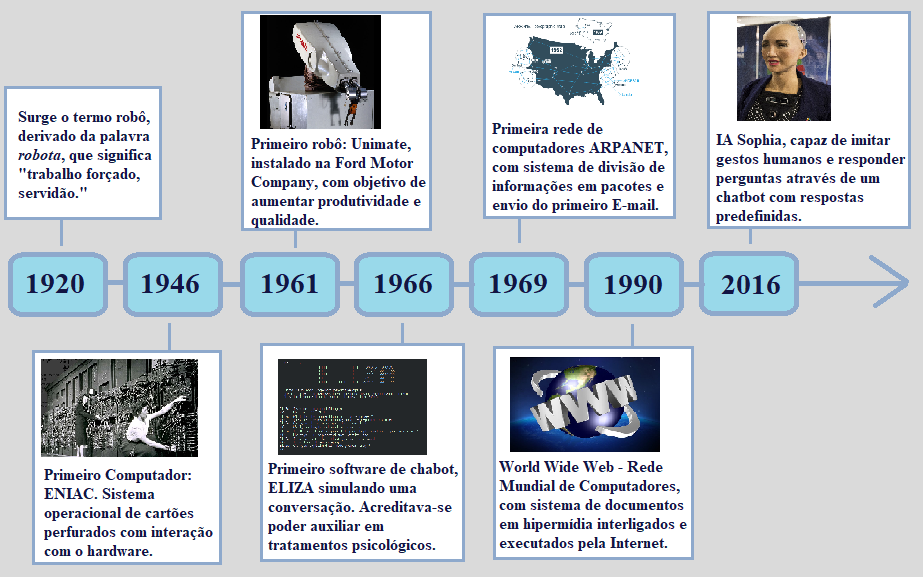 Surge o termo robô,
derivado da palavra
robota, que significa
"trabalho forçado,
servidão."
Primeiro robô: Unimate,
instalado na Ford Motor
Company, com objetivo de
aumentar produtividade e
qualidade.
1962
Primeira rede de
computadores ARPANET,
com sistema de divisão de
informações em pacotes e
envio do primeiro E-mail.
IA Sophia, capaz de imitar
gestos humanos e responder
perguntas através de um
chatbot com respostas
predefinidas.
1920
1946
1961
1966
1969
1990
2016
Primeiro Computador:
ENIAC. Sistema
operacional de cartões
perfurados com interação
com o hardware.
Primeiro software de chabot,
ELIZA simulando uma
conversação. Acreditava-se
poder auxiliar em
tratamentos psicológicos.
WWW
World Wide Web - Rede
Mundial de Computadores,
com sistema de documentos
em hipermídia interligados e
executados pela Internet.